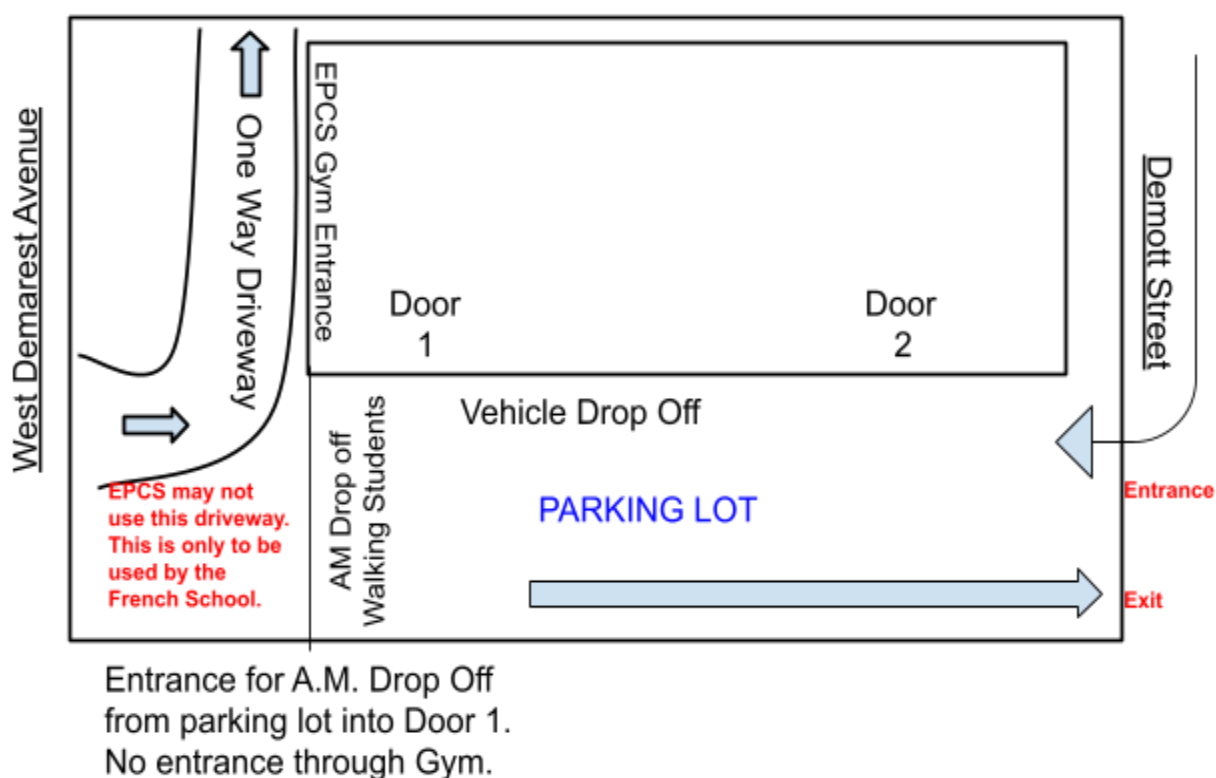 West Demarest Avenue
One Way Driveway
EPCS Gym Entrance
Door
1
Door
2
Demott Street
Vehicle Drop Off
AM Drop off
Walking Students
PARKING LOT
Entrance
Exit
EPCS may not
use this driveway.
This is only to be
used by the
French School.
Entrance for A.M. Drop Off
from parking lot into Door 1.
No entrance through Gym.